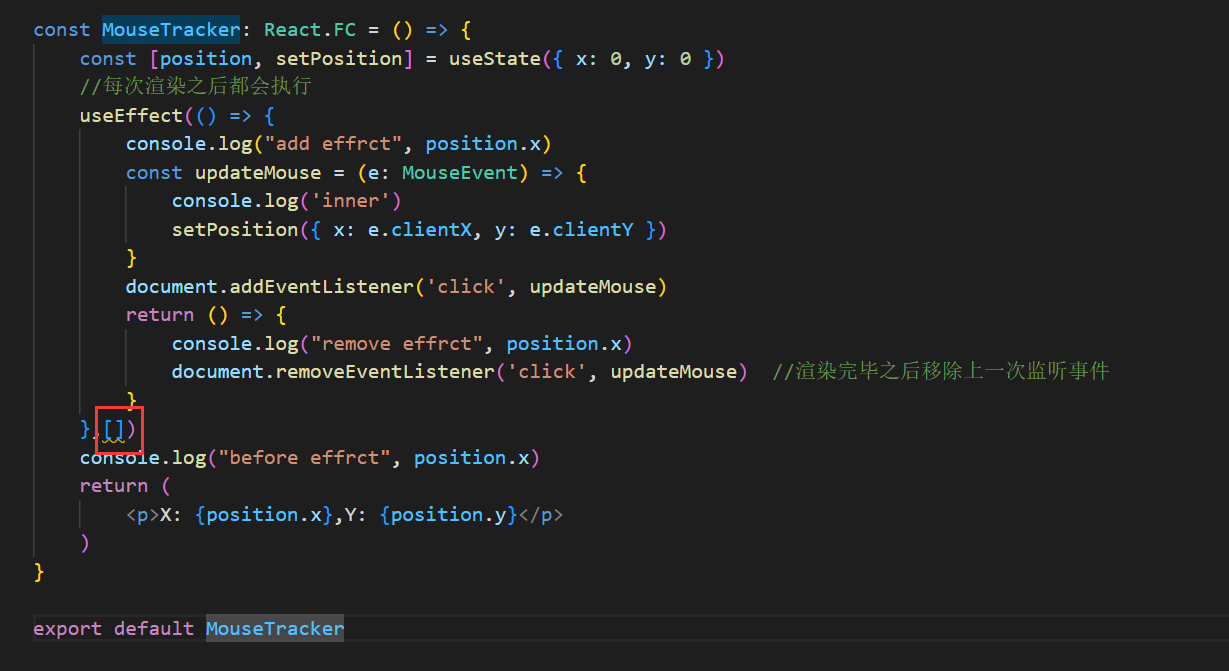 const MouseTracker: React.FC = () => {
const [position, setPosition] = useState({ x: 0, y: 0 })
//每次渲染之后都会执行
useEffect(() => {
console.log("add effrct", position.x)
const updateMouse = (e: MouseEvent) => {
console.log('inner')
setPosition({ x: e.clientX, y: e.clientY })
}
document.addEventListener('click', updateMouse)
return () => {
console.log("remove effrct", position.x)
document.removeEventListener('click', updateMouse)  //渲染完毕之后移除上一次监听事件
}
},[])
console.log("before effrct", position.x)
return (
<p>X: {position.x},Y: {position.y}</p>
)
}
export default MouseTracker